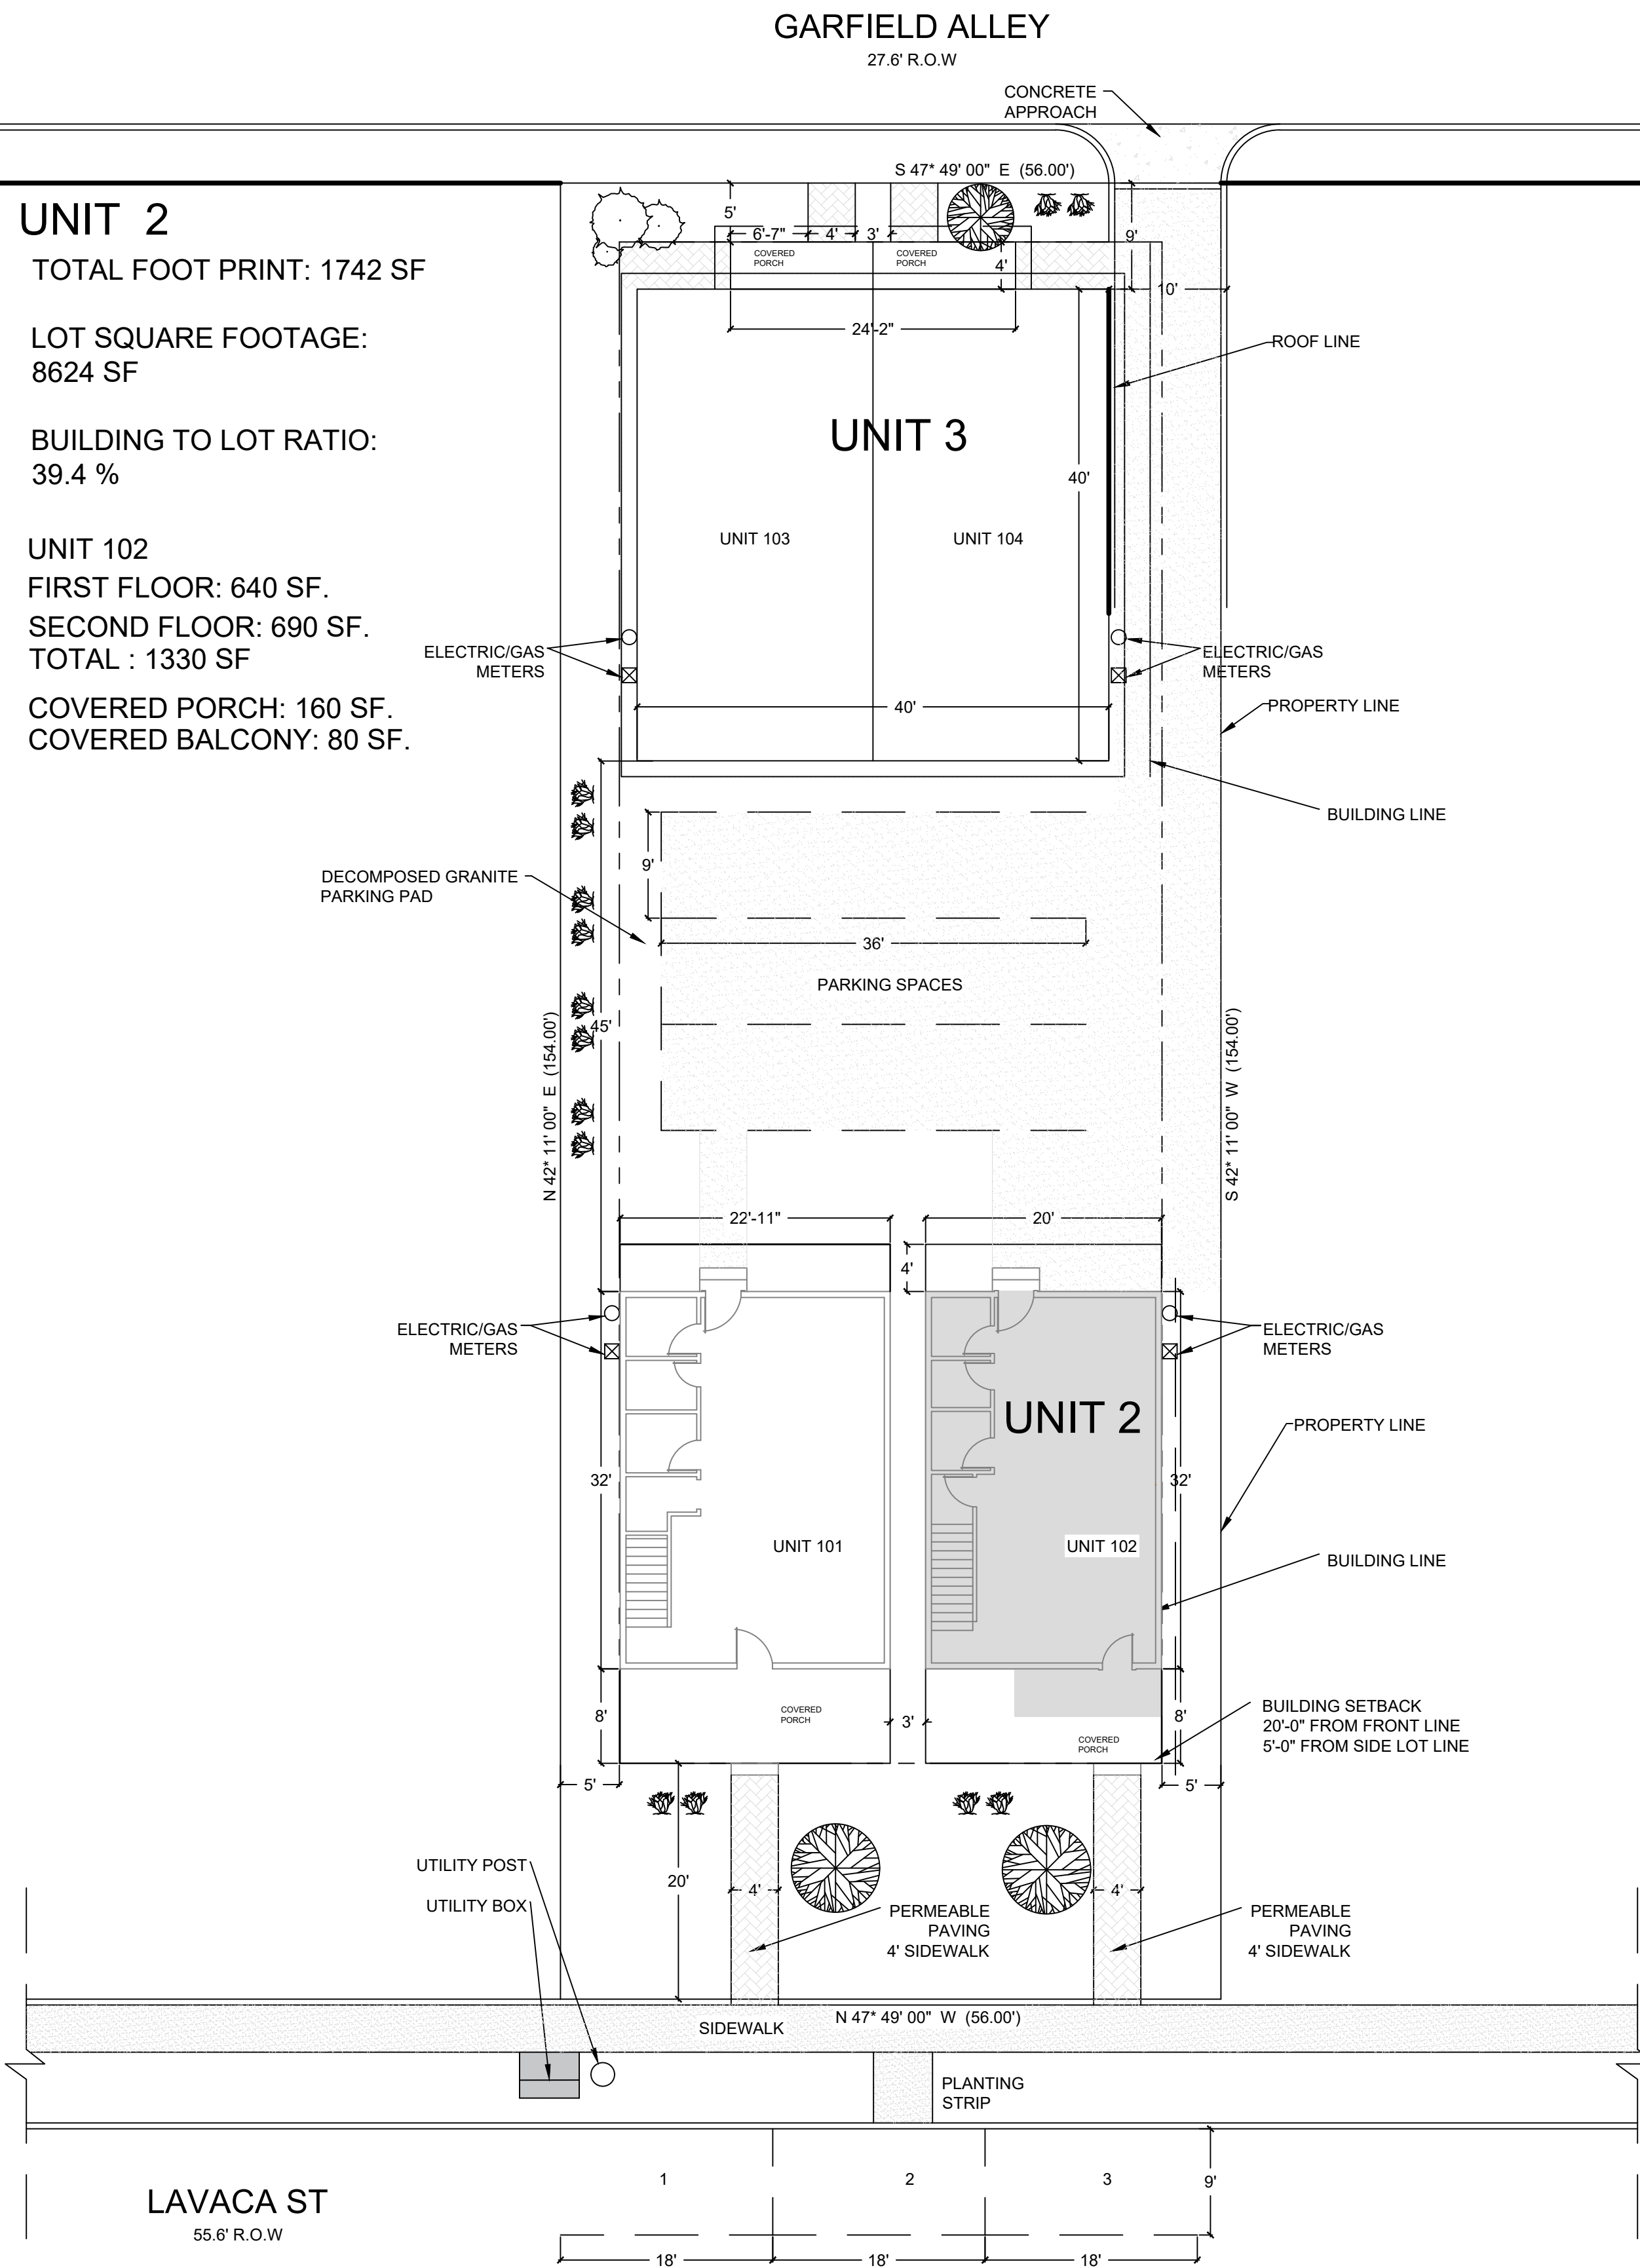 GARFIELD ALLEY
27.6' R.O.W
CONCRETE
APPROACH
S 47* 49' 00" E (56.00')
UNIT 2
TOTAL FOOT PRINT: 1742 SF
LOT SQUARE FOOTAGE:
8624 SF
BUILDING TO LOT RATIO:
39.4 %
UNIT 102
FIRST FLOOR: 640 SF.
SECOND FLOOR: 690 SF.
TOTAL : 1330 SF
COVERED PORCH: 160 SF.
COVERED BALCONY: 80 SF.
5'
6'-7"
4'
3'
9'
COVERED
PORCH
COVERED
PORCH
4'
10'
24'-2"
ROOF LINE
UNIT 3
40'
UNIT 103
UNIT 104
ELECTRIC/GAS
METERS
ELECTRIC/GAS
METERS
40'
PROPERTY LINE
BUILDING LINE
9'
DECOMPOSED GRANITE
PARKING PAD
36'
PARKING SPACES
45'
N 42* 11' 00" E (154.00')
S 42* 11' 00" W (154.00')
22'-11"
20'
4'
ELECTRIC/GAS
METERS
ELECTRIC/GAS
METERS
UNIT 2
PROPERTY LINE
32'
32'
UNIT 101
UNIT 102
BUILDING LINE
8'
COVERED
PORCH
3'
COVERED
PORCH
8'
BUILDING SETBACK
20'-0" FROM FRONT LINE
5'-0" FROM SIDE LOT LINE
5'
5'
UTILITY POST
UTILITY BOX
20'
4'
4'
PERMEABLE
PAVING
4' SIDEWALK
PERMEABLE
PAVING
4' SIDEWALK
N 47* 49' 00" W (56.00')
SIDEWALK
PLANTING
STRIP
1
2
3
9'
LAVACA ST
55.6' R.O.W
18'
18'
18'